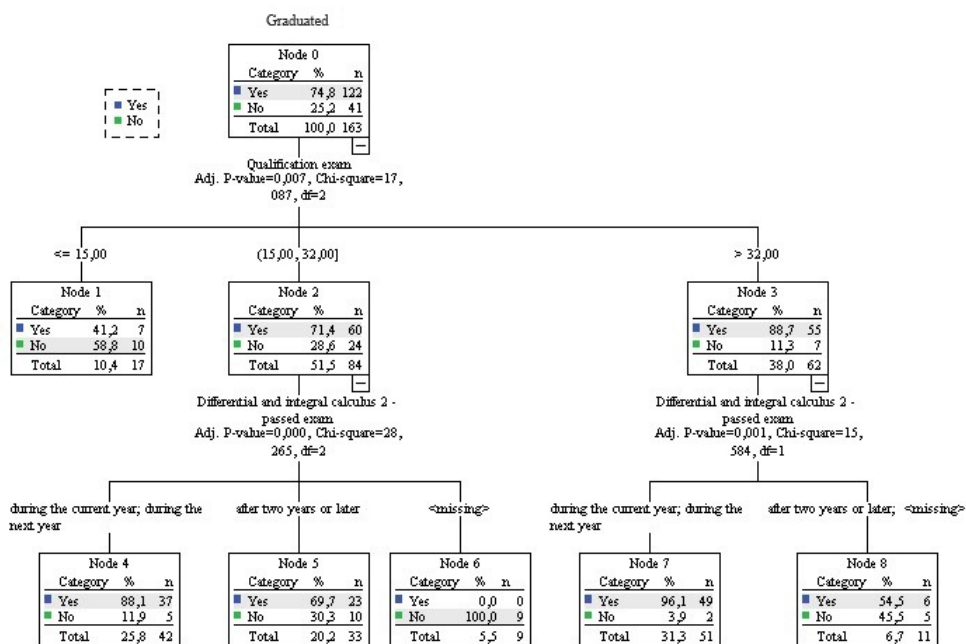 Graduated
Node 0
Category % n
Yes 74,8 122
No 25,2 41
Total 100,0 163
Yes
No
Qualification exam
Adj. P-value=0,007, Chi-square=17,
087, df=2
<= 15,00
(15,00, 32,00]
> 32,00
Node 1
Category % n
Yes 41,2 7
No 58,8 10
Total 10,4 17
Node 2
Category % n
Yes 71,4 60
No 28,6 24
Total 51,5 84
Node 3
Category % n
Yes 88,7 55
No 11,3 7
Total 38,0 62
Differential and integral calculus 2 -
passed exam
Adj. P-value=0,000, Chi-square=28,
265, df=2
Differential and integral calculus 2 -
passed exam
Adj. P-value=0,001, Chi-square=15,
584, df=1
during the current year; during the
next year
after two years or later
<missing>
during the current year; during the
next year
after two years or later; <missing>
Node 4
Category % n
Yes 88,1 37
No 11,9 5
Total 25,8 42
Node 5
Category % n
Yes 69,7 23
No 30,3 10
Total 20,2 33
Node 6
Category % n
Yes 0,0 0
No 100,0 9
Total 5,5 9
Node 7
Category % n
Yes 96,1 49
No 3,9 2
Total 31,3 51
Node 8
Category % n
Yes 54,5 6
No 45,5 5
Total 6,7 11